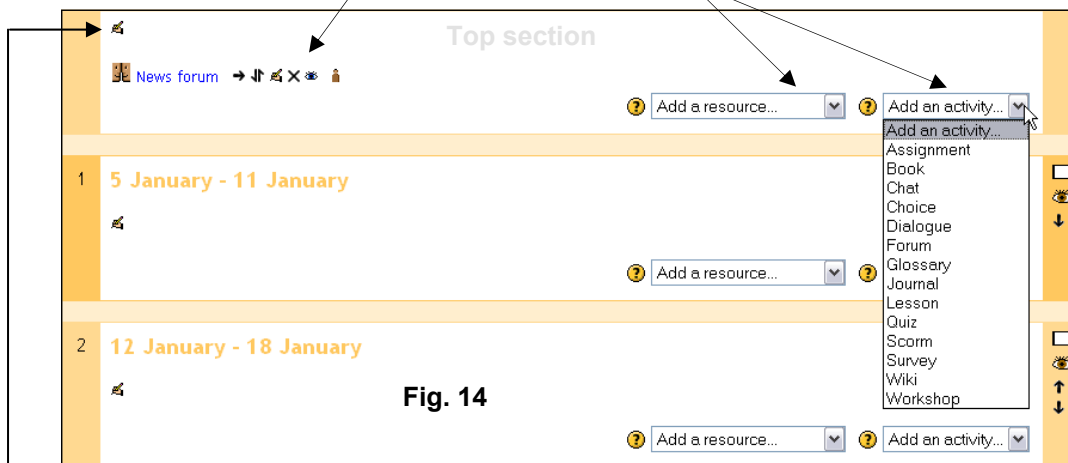 Top section
News forum
Add a resource... Add an activity...
Add an activity...
Assignment
Book
Chat
Choice
Dialogue
Forum
Glossary
Journal
Lesson
Quiz
Scorm
Survey
Wiki
Workshop
1 5 January - 11 January
Add a resource...
2 12 January - 18 January
Fig. 14
Add a resource... Add an activity...